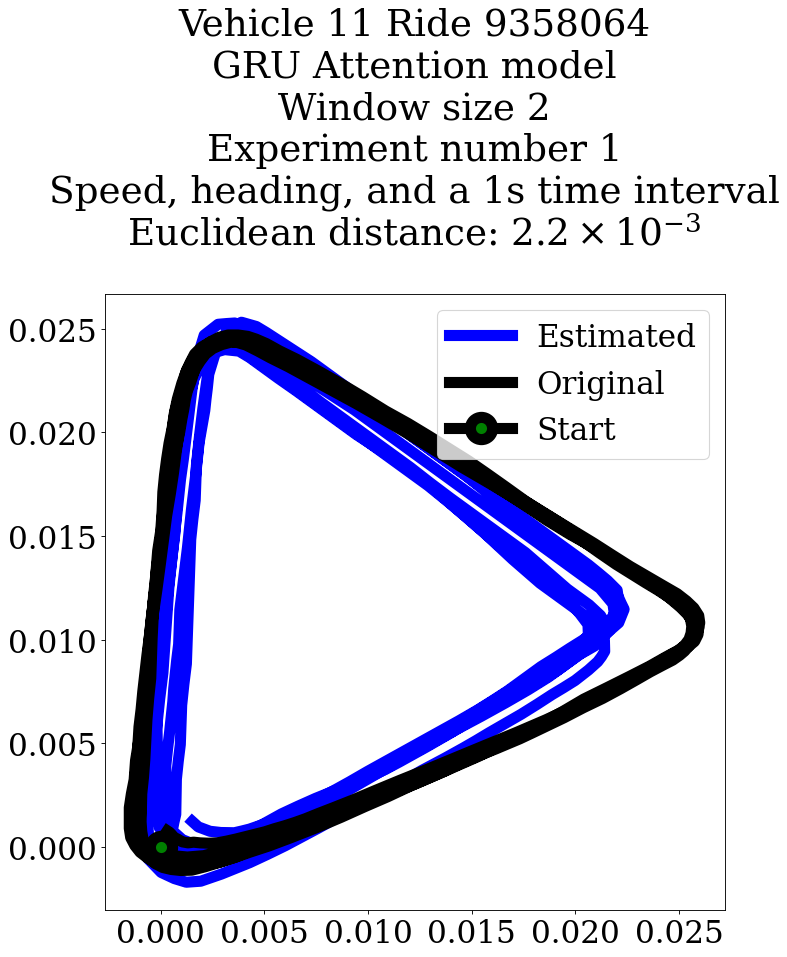 Vehicle 11 Ride 9358064
GRU Attention model
Window size 2
Experiment number 1
Speed, heading, and a 1s time interval
Euclidean distance: 2.2 × 10⁻³
Estimated
Original
Start
0.025
0.020
0.015
0.010
0.005
0.000
0.000 0.005 0.010 0.015 0.020 0.025